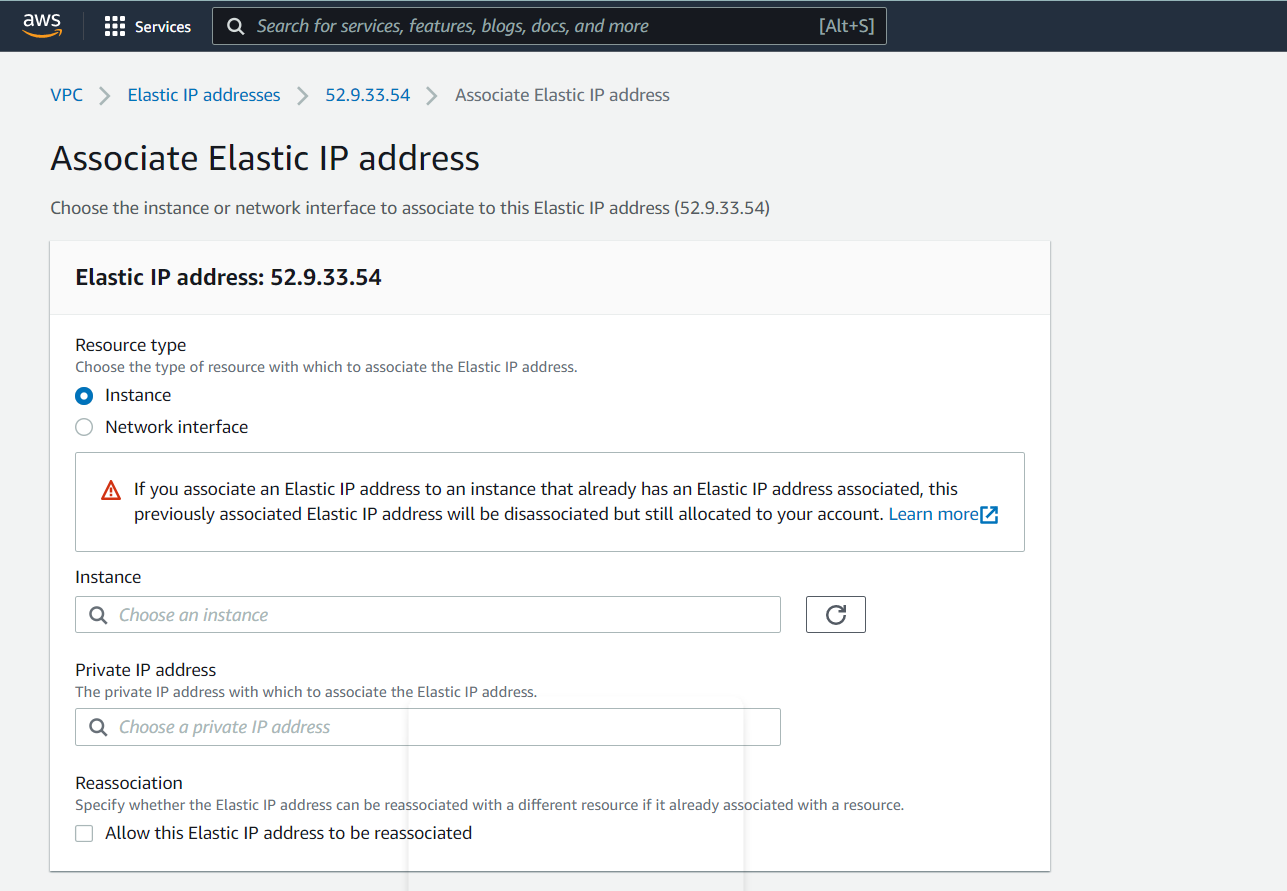 aws
Services
Search for services, features, blogs, docs, and more
[Alt+S]
VPC
Elastic IP addresses
52.9.33.54
Associate Elastic IP address
Associate Elastic IP address
Choose the instance or network interface to associate to this Elastic IP address (52.9.33.54)
Elastic IP address: 52.9.33.54
Resource type
Choose the type of resource with which to associate the Elastic IP address.
Instance
Network interface
If you associate an Elastic IP address to an instance that already has an Elastic IP address associated, this
previously associated Elastic IP address will be disassociated but still allocated to your account. Learn more
Instance
Choose an instance
Private IP address
The private IP address with which to associate the Elastic IP address.
Choose a private IP address
Reassociation
Specify whether the Elastic IP address can be reassociated with a different resource if it already associated with a resource.
Allow this Elastic IP address to be reassociated